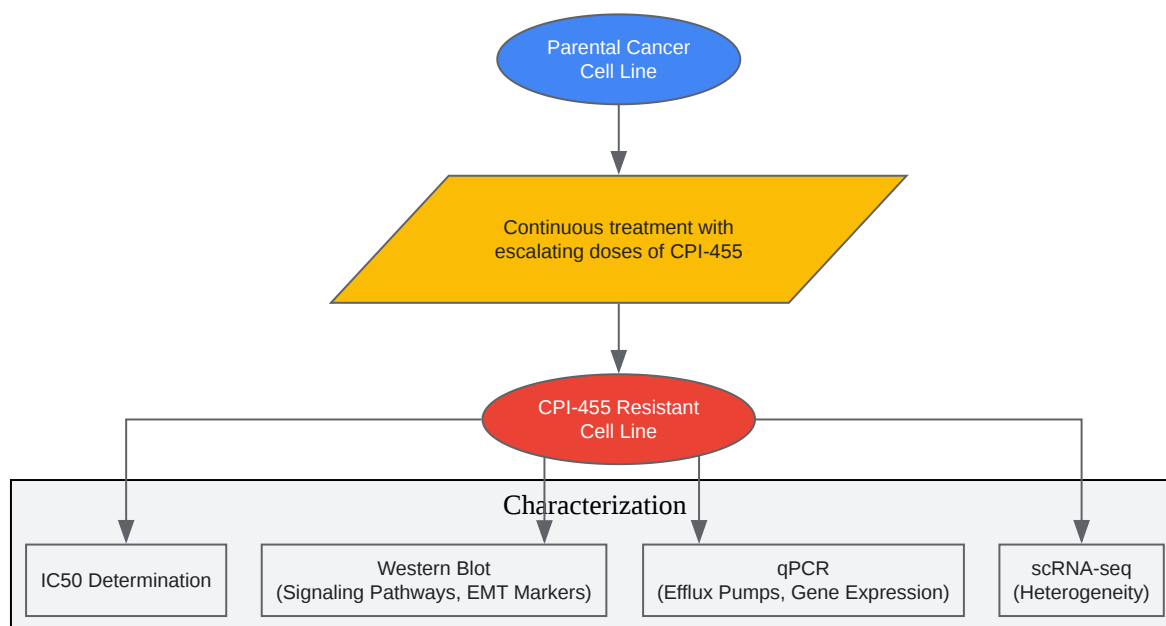 Parental Cancer
Cell Line
Continuous treatment with
escalating doses of CPI-455
CPI-455 Resistant
Cell Line
Characterization
IC50 Determination
Western Blot
(Signaling Pathways, EMT Markers)
qPCR
(Efflux Pumps, Gene Expression)
scRNA-seq
(Heterogeneity)